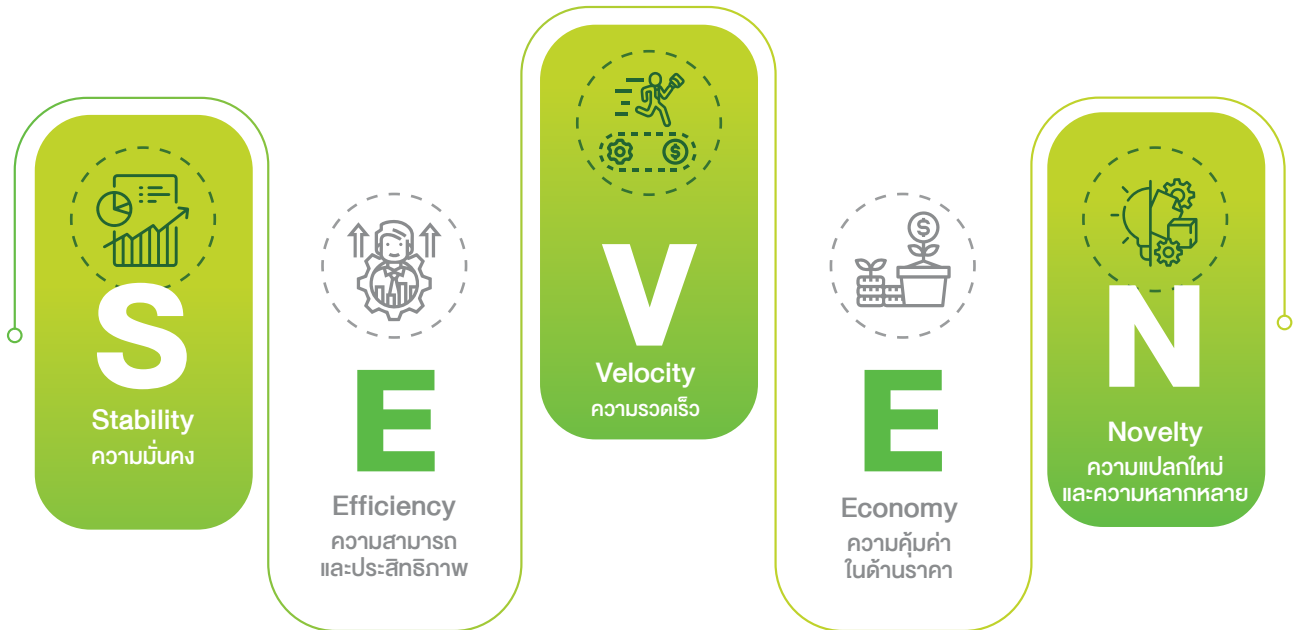 S
Stability
ความมั่นคง
E
Efficiency
ความสามารถ
และประสิทธิภาพ
V
Velocity
ความรวดเร็ว
E
Economy
ความคุ้มค่า
ในด้านราคา
N
Novelty
ความแปลกใหม่
และความหลากหลาย